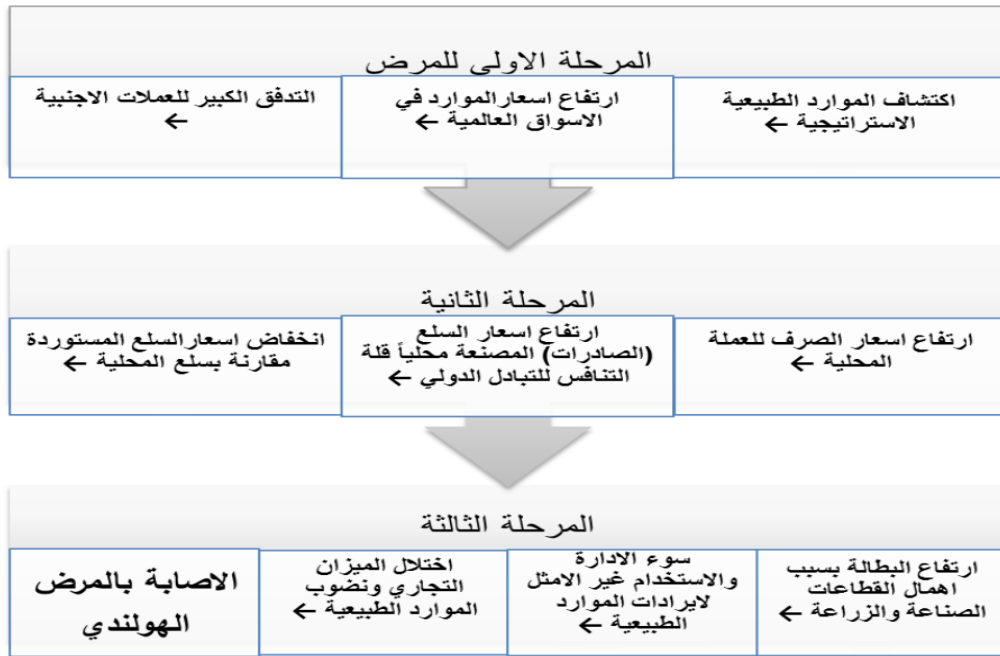 المرحلة الاولى للمرض
اكتشاف الموارد الطبيعية
الاستراتيجية ←
ارتفاع اسعارالموارد في
الاسواق العالمية ←
التدفق الكبير للعملات الاجنبية
←
المرحلة الثانية
ارتفاع اسعار الصرف للعملة
المحلية ←
ارتفاع اسعار السلع
(الصادرات) المصنعة محلياً قلة
التنافس للتبادل الدولي ←
انخفاض اسعارالسلع المستوردة
مقارنة بسلع المحلية ←
المرحلة الثالثة
ارتفاع البطالة بسبب
اهمال القطاعات
الصناعة والزراعة ←
سوء الادارة
والاستخدام غير الامثل
لايرادات الموارد
الطبيعية ←
اختلال الميزان
التجاري ونضوب
الموارد الطبيعية ←
الاصابة بالمرض
الهولندي